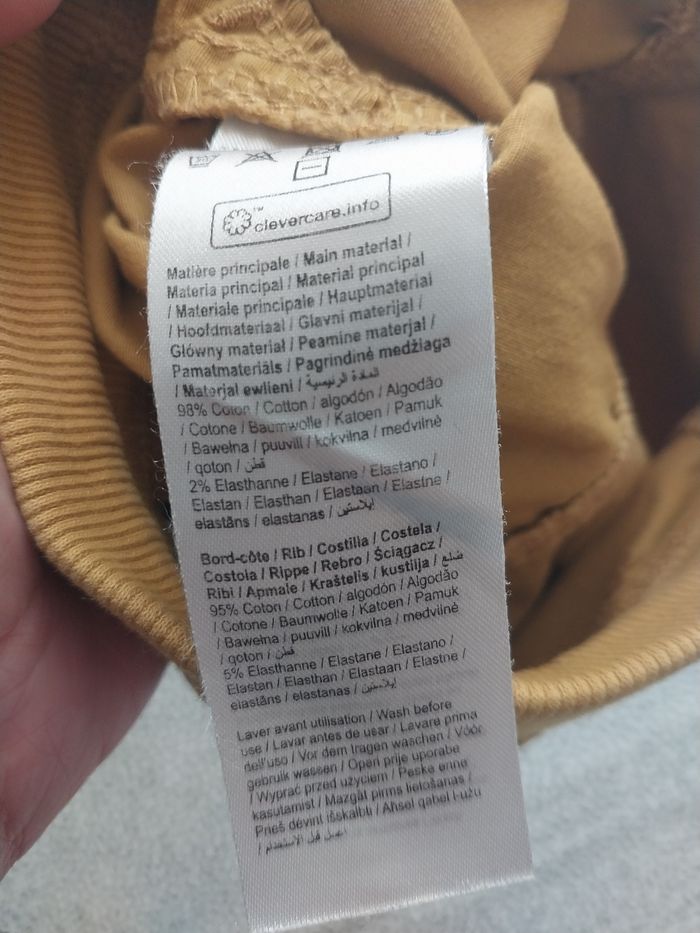 ™
clevercare.info
Matière principale / Main material /
Materia principal / Material principal
/ Materiale principale / Hauptmaterial
/ Hoofdmateriaal / Glavni materijal /
Główny materiał / Peamine materjal /
Pamatmateriāls / Pagrindinė medžiaga
/ Materjal ewlieni / المادة الرئيسية
98% Coton / Cotton / algodón / Algodão
/ Cotone / Baumwolle / Katoen / Pamuk
/ Bawełna / puuvill / kokvilna / medvilnė
/ qoton / قطن
2% Elasthanne / Elastane / Elastano /
Elastan / Elasthan / Elastaan / Elastne /
elastāns / elastanas / إيلاستين
Bord-côte / Rib / Costilla / Costela /
Costola / Rippe / Rebro / Ściągacz /
Ribi / Apmale / Kraštelis / kustilja / ضلع
95% Coton / Cotton / algodón / Algodão
/ Cotone / Baumwolle / Katoen / Pamuk
/ Bawełna / puuvill / kokvilna / medvilnė
/ qoton / قطن
5% Elasthanne / Elastane / Elastano /
Elastan / Elasthan / Elastaan / Elastne /
elastāns / elastanas / إيلاستين
Laver avant utilisation / Wash before
use / Lavar antes de usar / Lavare prima
dell'uso / Vor dem tragen waschen / Vóór
gebruik wassen / Operi prije uporabe
/ Wyprać przed użyciem / Peske enne
kasutamist / Mazgāt pirms lietošanas /
Prieš dėvint išskalbti / Aħsel qabel l-użu
/ اغسل قبل الاستخدام